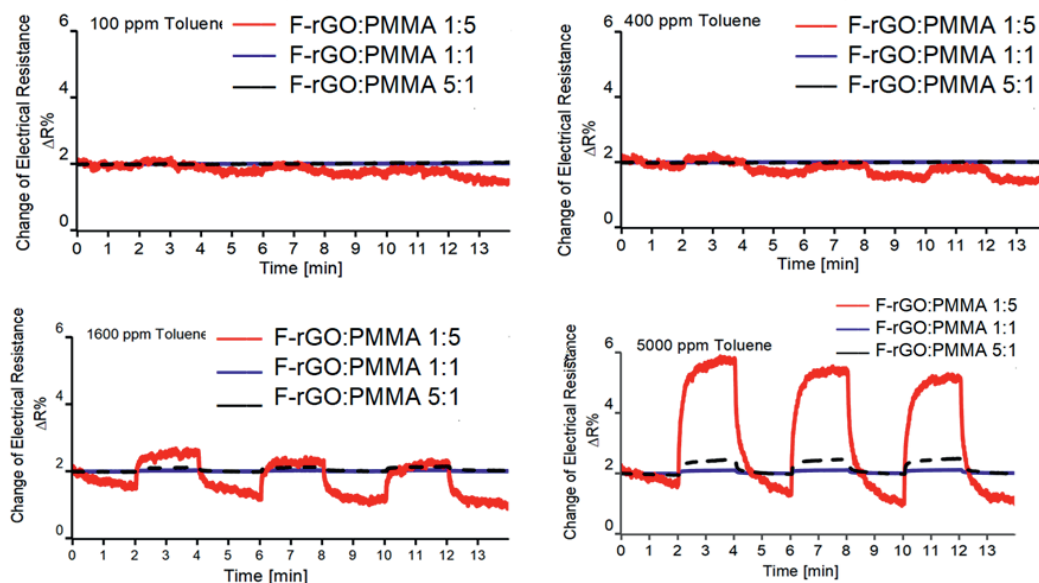 100 ppm Toluene
F-rGO:PMMA 1:5
F-rGO:PMMA 1:1
F-rGO:PMMA 5:1
Change of Electrical Resistance
ΔR%
6
4
2
0
0 1 2 3 4 5 6 7 8 9 10 11 12 13
Time [min]
400 ppm Toluene
F-rGO:PMMA 1:5
F-rGO:PMMA 1:1
F-rGO:PMMA 5:1
Change of Electrical Resistance
ΔR%
6
4
2
0
0 1 2 3 4 5 6 7 8 9 10 11 12 13
Time [min]
1600 ppm Toluene
F-rGO:PMMA 1:5
F-rGO:PMMA 1:1
F-rGO:PMMA 5:1
Change of Electrical Resistance
ΔR%
6
4
2
0
0 1 2 3 4 5 6 7 8 9 10 11 12 13
Time [min]
F-rGO:PMMA 1:5
F-rGO:PMMA 1:1
F-rGO:PMMA 5:1
5000 ppm Toluene
Change of Electrical Resistance
ΔR%
6
4
2
0
0 1 2 3 4 5 6 7 8 9 10 11 12 13
Time [min]